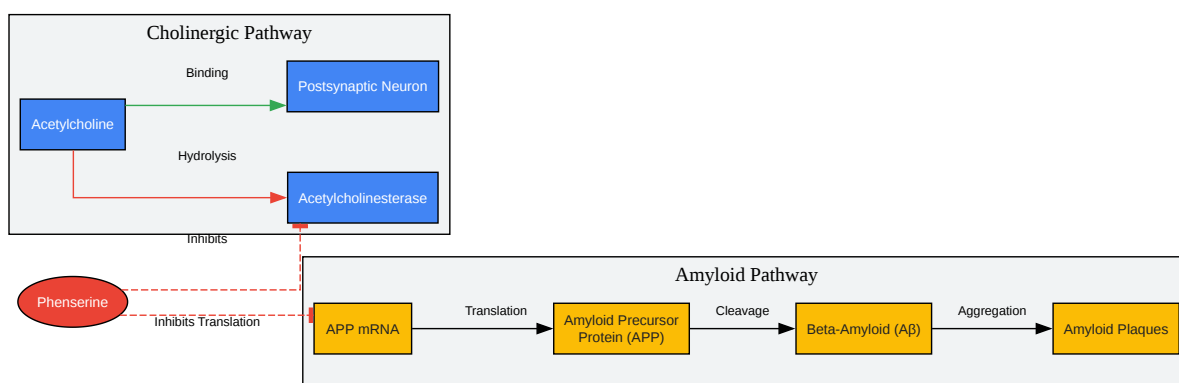 Cholinergic Pathway
Binding
Postsynaptic Neuron
Acetylcholine
Hydrolysis
Acetylcholinesterase
Inhibits
Amyloid Pathway
Phenserine
Inhibits Translation
APP mRNA
Translation
Amyloid Precursor
Protein (APP)
Cleavage
Beta-Amyloid (Aβ)
Aggregation
Amyloid Plaques